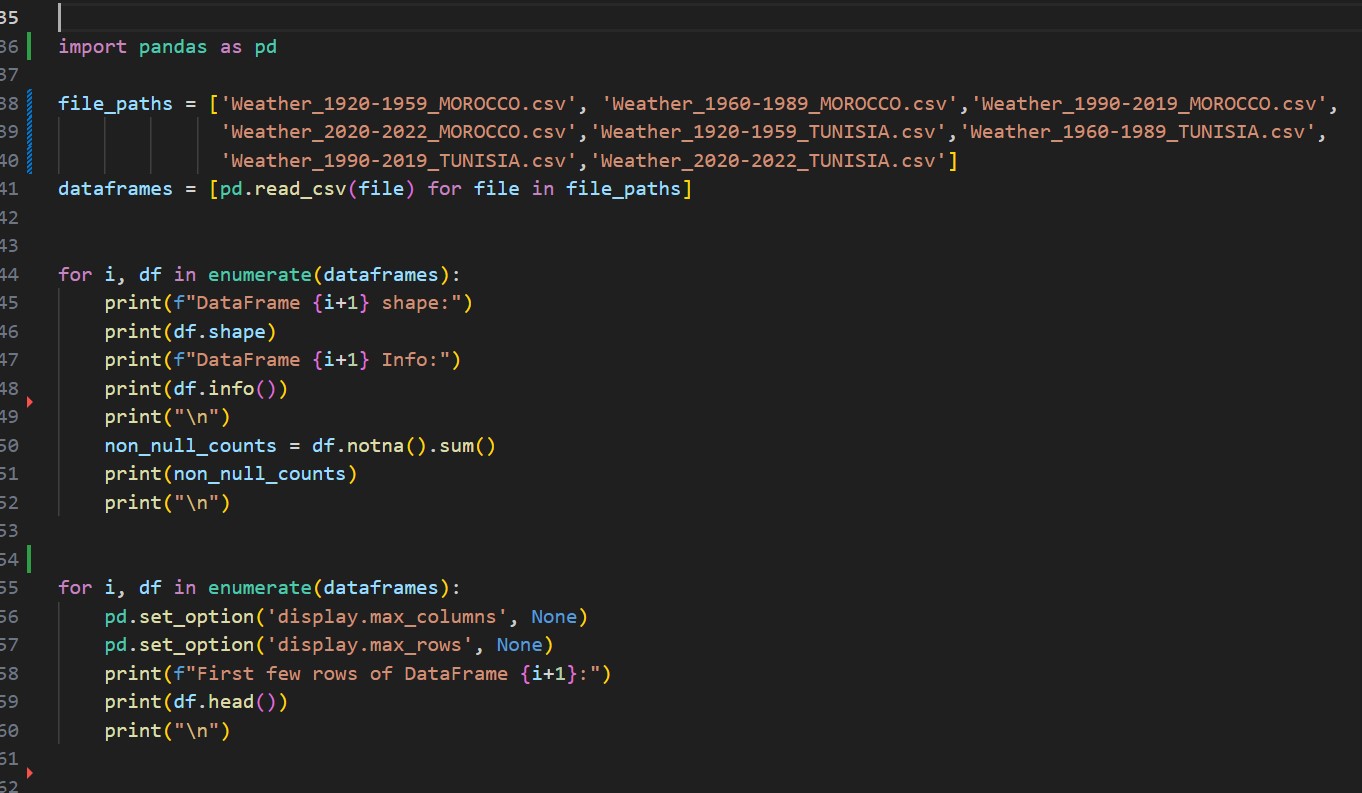 35
36 import pandas as pd
37
38 file_paths = ['Weather_1920-1959_MOROCCO.csv', 'Weather_1960-1989_MOROCCO.csv','Weather_1990-2019_MOROCCO.csv',
39 'Weather_2020-2022_MOROCCO.csv','Weather_1920-1959_TUNISIA.csv','Weather_1960-1989_TUNISIA.csv',
40 'Weather_1990-2019_TUNISIA.csv','Weather_2020-2022_TUNISIA.csv']
41 dataframes = [pd.read_csv(file) for file in file_paths]
42
43
44 for i, df in enumerate(dataframes):
45     print(f"DataFrame {i+1} shape:")
46     print(df.shape)
47     print(f"DataFrame {i+1} Info:")
48     print(df.info())
49     print("\n")
50     non_null_counts = df.notna().sum()
51     print(non_null_counts)
52     print("\n")
53
54
55 for i, df in enumerate(dataframes):
56     pd.set_option('display.max_columns', None)
57     pd.set_option('display.max_rows', None)
58     print(f"First few rows of DataFrame {i+1}:")
59     print(df.head())
60     print("\n")
61
62